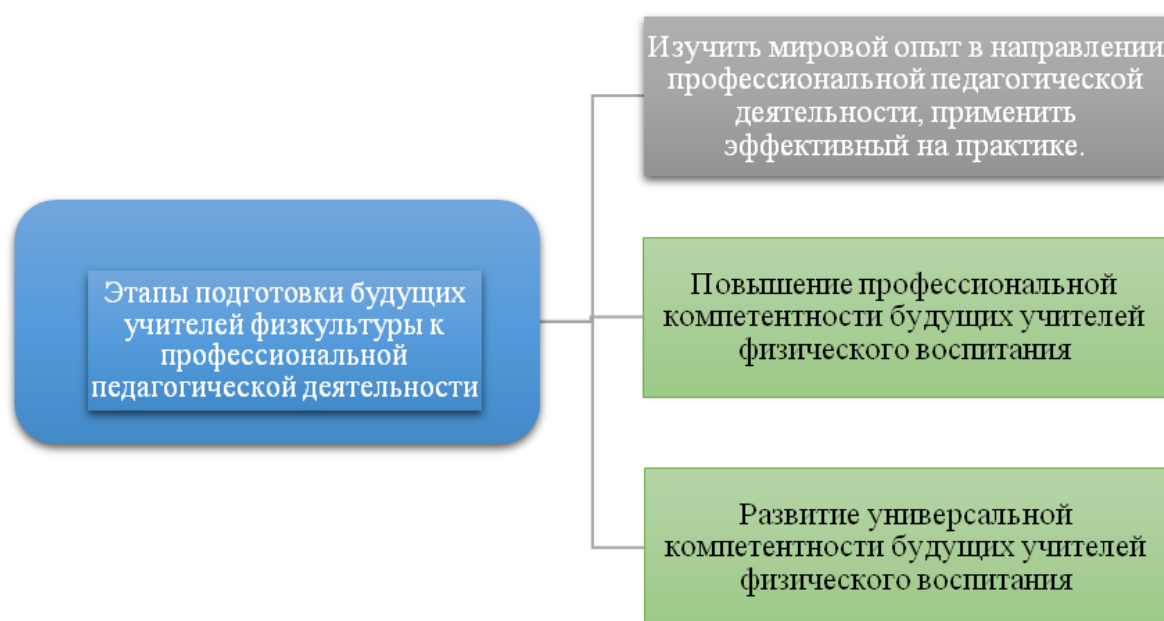 Этапы подготовки будущих
учителей физкультуры к
профессиональной
педагогической деятельности
Изучить мировой опыт в направлении
профессиональной педагогической
деятельности, применить
эффективный на практике.
Повышение профессиональной
компетентности будущих учителей
физического воспитания
Развитие универсальной
компетентности будущих учителей
физического воспитания